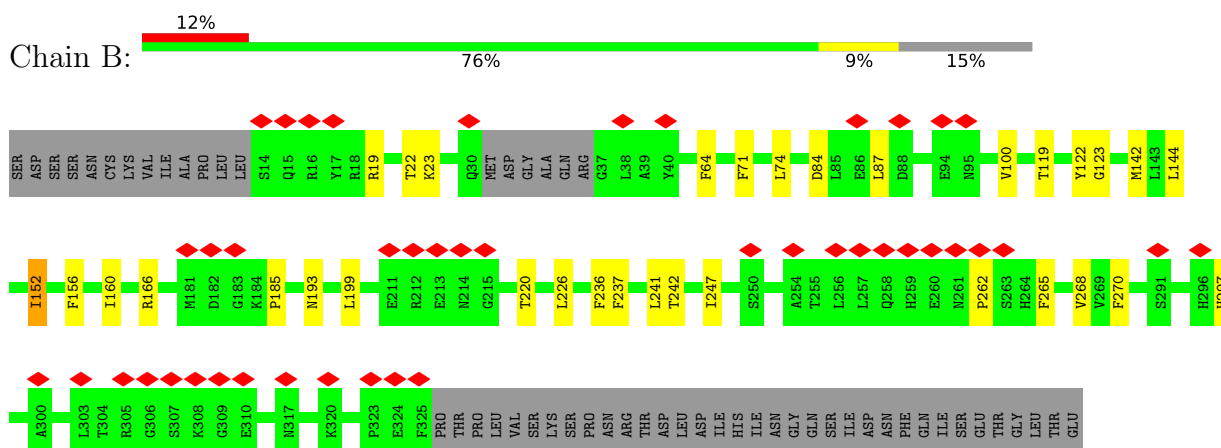 12%
Chain B:
76% 9% 15%
SER ASP SER SER ASN CYS LYS VAL ILE ALA PRO LEU LEU S14 Q15 R16 Y17 R18 R19 T22 K23 Q30 MET ASP GLY ALA GLN ARG G37 L38 A39 Y40 F64 F71 L74 D84 L85 E86 L87 D88 E94 N95 V100 T119 Y122 G123 M142 L143 L144
I152 F156 I160 R166 M181 D182 G183 K184 P185 N193 L199 E211 R212 E213 N214 G215 T220 L226 F236 F237 L241 T242 I247 S250 A254 T255 L256 L257 Q258 H259 E260 N261 P262 S263 H264 F265 V268 V269 F270 S291 H296
A300 L303 T304 R305 G306 S307 K308 G309 E310 N317 K320 P323 E324 F325 PRO THR PRO LEU VAL SER LYS SER PRO ASN ARG THR ASP LEU ASP ILE HIS ILE ASN GLY GLN SER ILE ASP ASN PHE GLN ILE SER GLU THR GLY LEU THR GLU